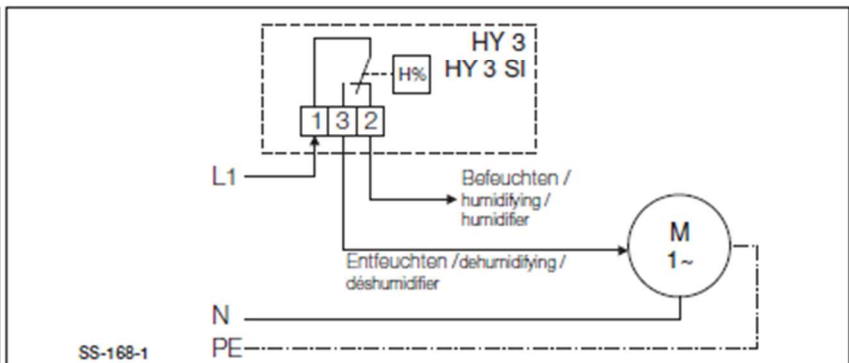 HY 3
HY 3 SI
H%
1 3 2
L1
Befeuchten /
humidifying /
humidifier
M
1~
Entfeuchten /dehumidifying /
déshumidifier
N
SS-168-1
PE